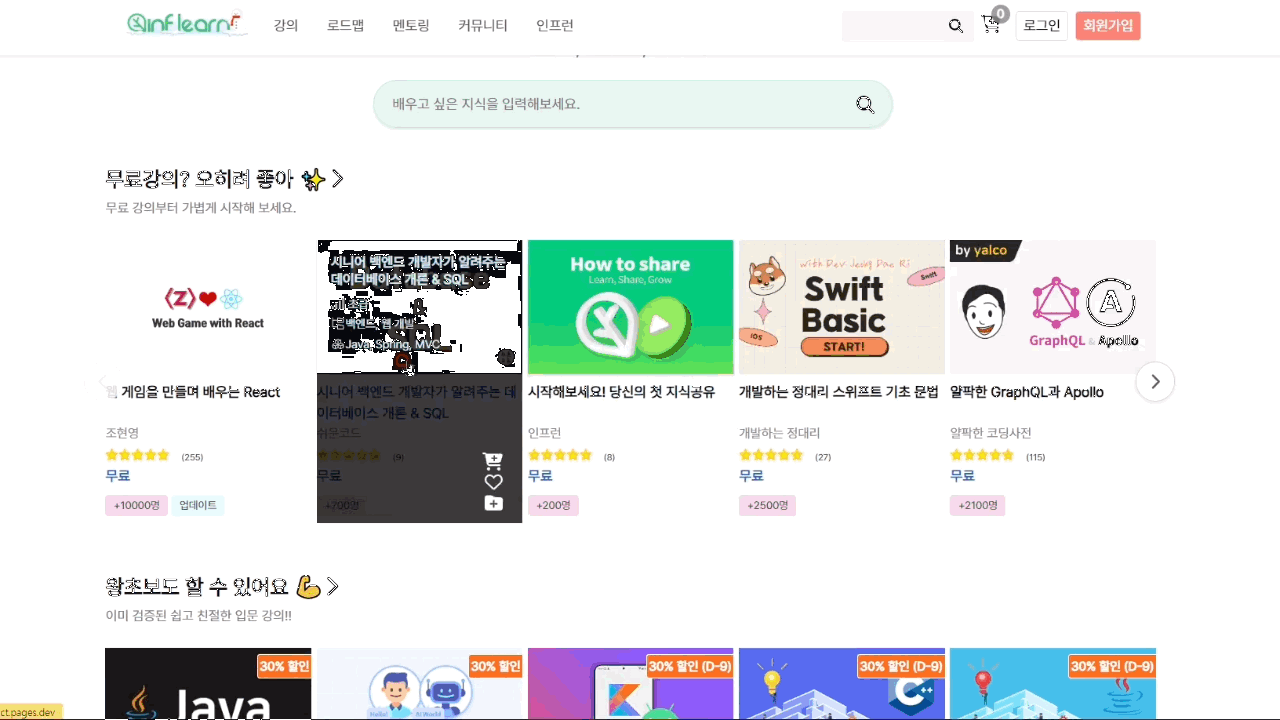 inflearn
강의 로드맵 멘토링 커뮤니티 인프런
0
로그인 회원가입
배우고 싶은 지식을 입력해보세요.
무료강의? 오히려 좋아 ✨ >
무료 강의부터 가볍게 시작해 보세요.
Web Game with React
웹 게임을 만들며 배우는 React
조현영
(255)
무료
+10000명 업데이트
시니어 백엔드 개발자가 알려주는
데이터베이스 개론 & SQL
백엔드, 웹 개발
Java, Spring, MVC
시니어 백엔드 개발자가 알려주는 데
이터베이스 개론 & SQL
쉬운코드
(9)
무료
+700명
How to share
Learn, Share, Grow
시작해보세요! 당신의 첫 지식공유
인프런
(8)
무료
+200명
with Dev Jeong Dae Ri
Swift
Swift
Basic
iOS
START!
개발하는 정대리 스위프트 기초 문법
개발하는 정대리
(27)
무료
+2500명
by yalco
GraphQL & Apollo
얄팍한 GraphQL과 Apollo
얄팍한 코딩사전
(115)
무료
+2100명
왕초보도 할 수 있어요 💪 >
이미 검증된 쉽고 친절한 입문 강의!!
30% 할인
Java
30% 할인
Hello!
World
30% 할인 (D-9)
30% 할인 (D-9)
C++
30% 할인 (D-9)
ct.pages.dev